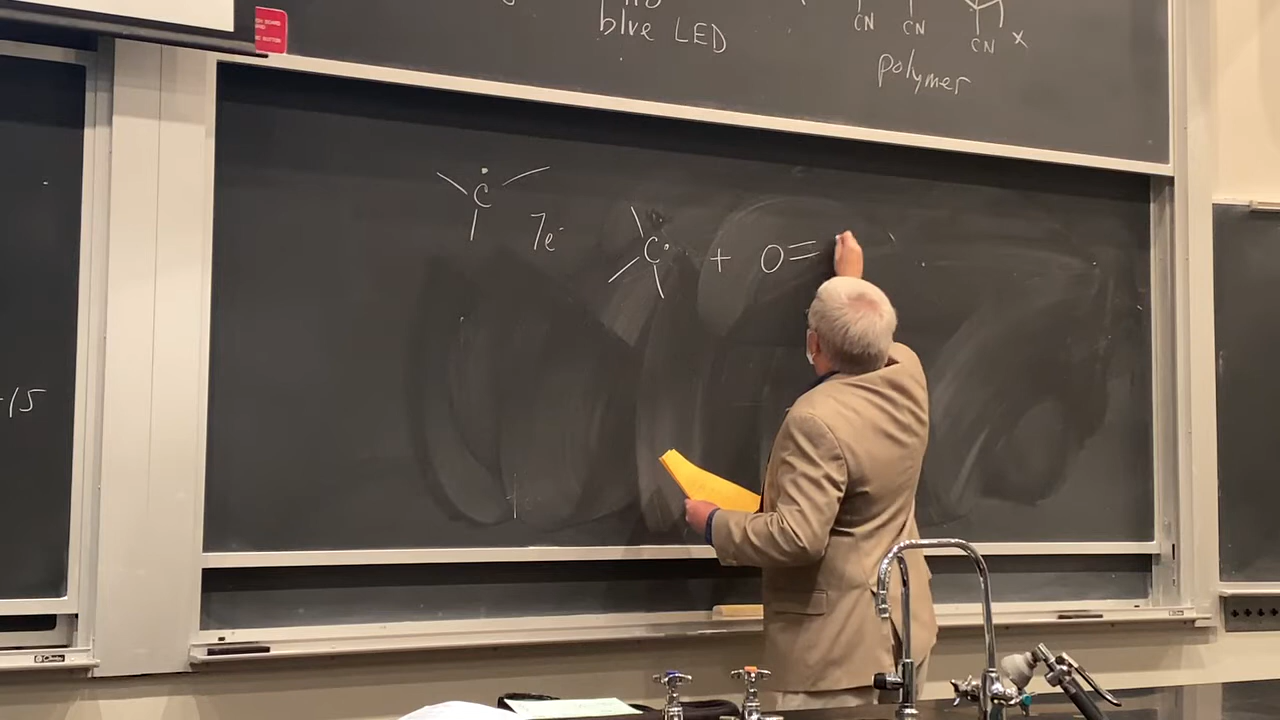 blue LED
CN CN CN x
polymer
C·
7e⁻
C· + O=
-15